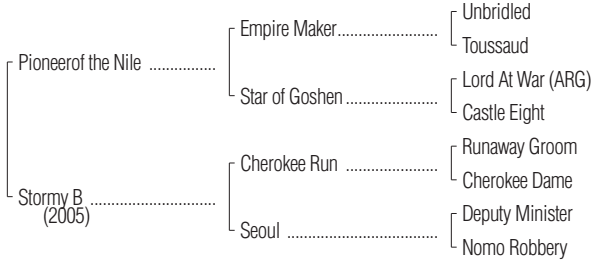 Unbridled
Empire Maker........................
Toussaud
Pioneerof the Nile ................
Lord At War (ARG)
Star of Goshen......................
Castle Eight
Runaway Groom
Cherokee Run ......................
Cherokee Dame
Stormy B ..............................
(2005)
Deputy Minister
Seoul ....................................
Nomo Robbery